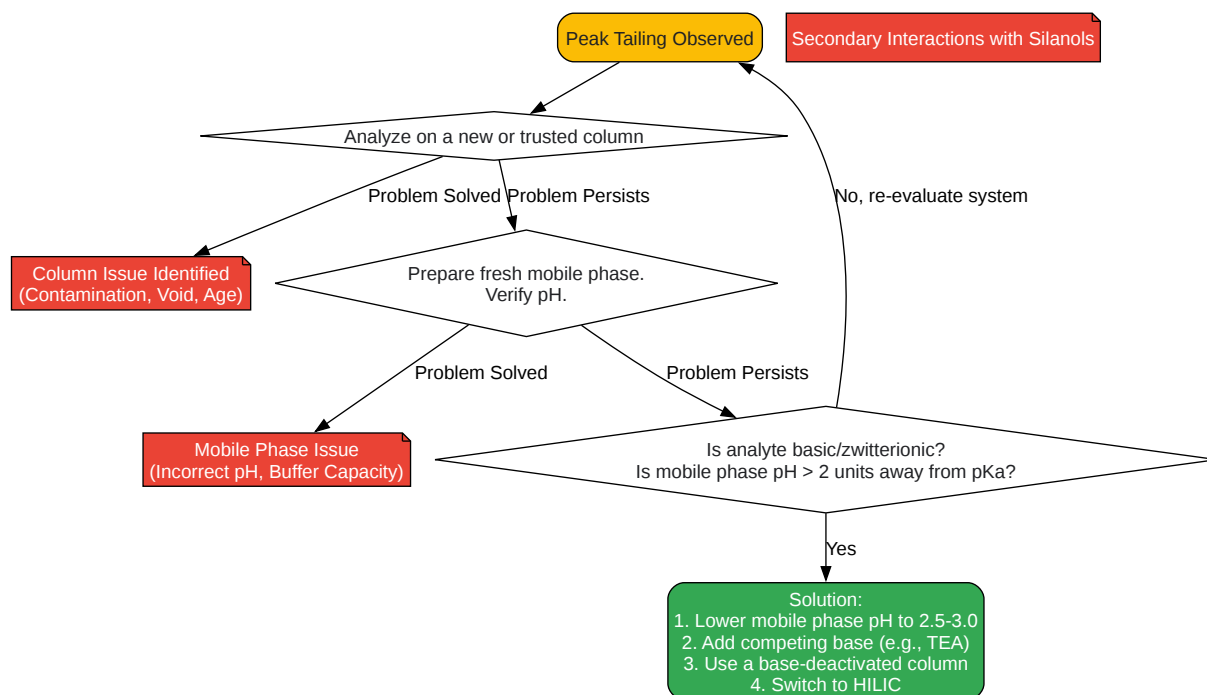 Peak Tailing Observed
Secondary Interactions with Silanols
Analyze on a new or trusted column
Problem Solved
Problem Persists
No, re-evaluate system
Column Issue Identified
(Contamination, Void, Age)
Prepare fresh mobile phase.
Verify pH.
Problem Solved
Problem Persists
Mobile Phase Issue
(Incorrect pH, Buffer Capacity)
Is analyte basic/zwitterionic?
Is mobile phase pH > 2 units away from pKa?
Yes
Solution:
1. Lower mobile phase pH to 2.5-3.0
2. Add competing base (e.g., TEA)
3. Use a base-deactivated column
4. Switch to HILIC